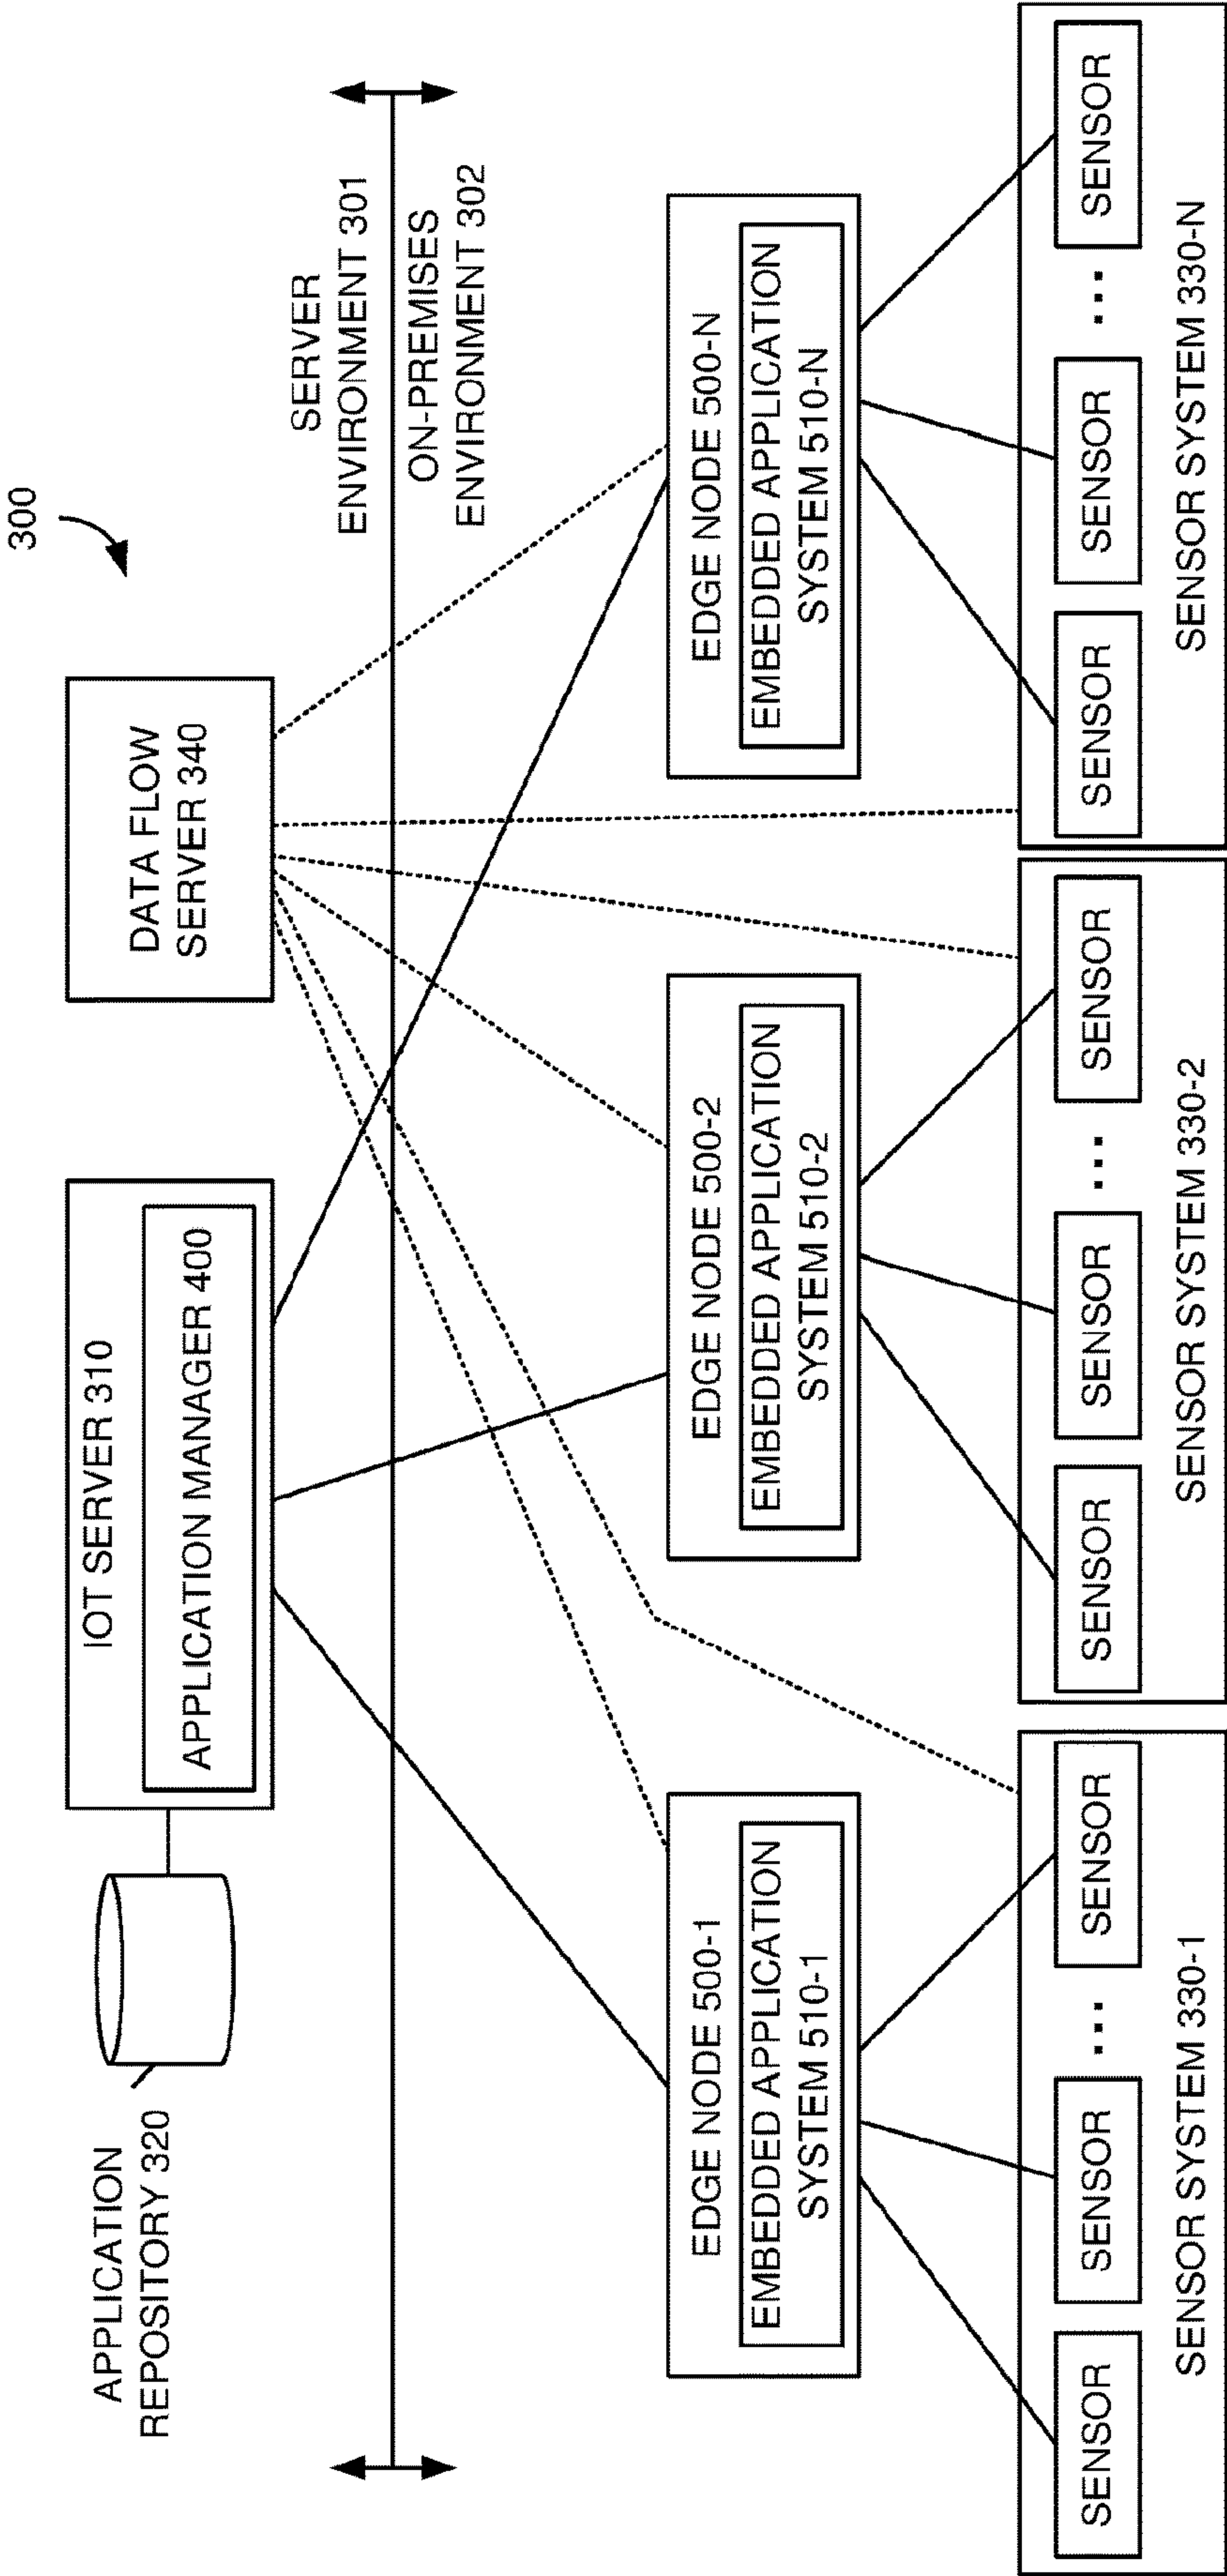 300
APPLICATION
REPOSITORY 320
IOT SERVER 310
APPLICATION MANAGER 400
DATA FLOW
SERVER 340
SERVER
ENVIRONMENT 301
ON-PREMISES
ENVIRONMENT 302
EDGE NODE 500-1
EMBEDDED APPLICATION
SYSTEM 510-1
EDGE NODE 500-2
EMBEDDED APPLICATION
SYSTEM 510-2
EDGE NODE 500-N
EMBEDDED APPLICATION
SYSTEM 510-N
SENSOR
SENSOR
...
SENSOR
SENSOR SYSTEM 330-1
SENSOR
SENSOR
...
SENSOR
SENSOR SYSTEM 330-2
SENSOR
SENSOR
...
SENSOR
SENSOR SYSTEM 330-N